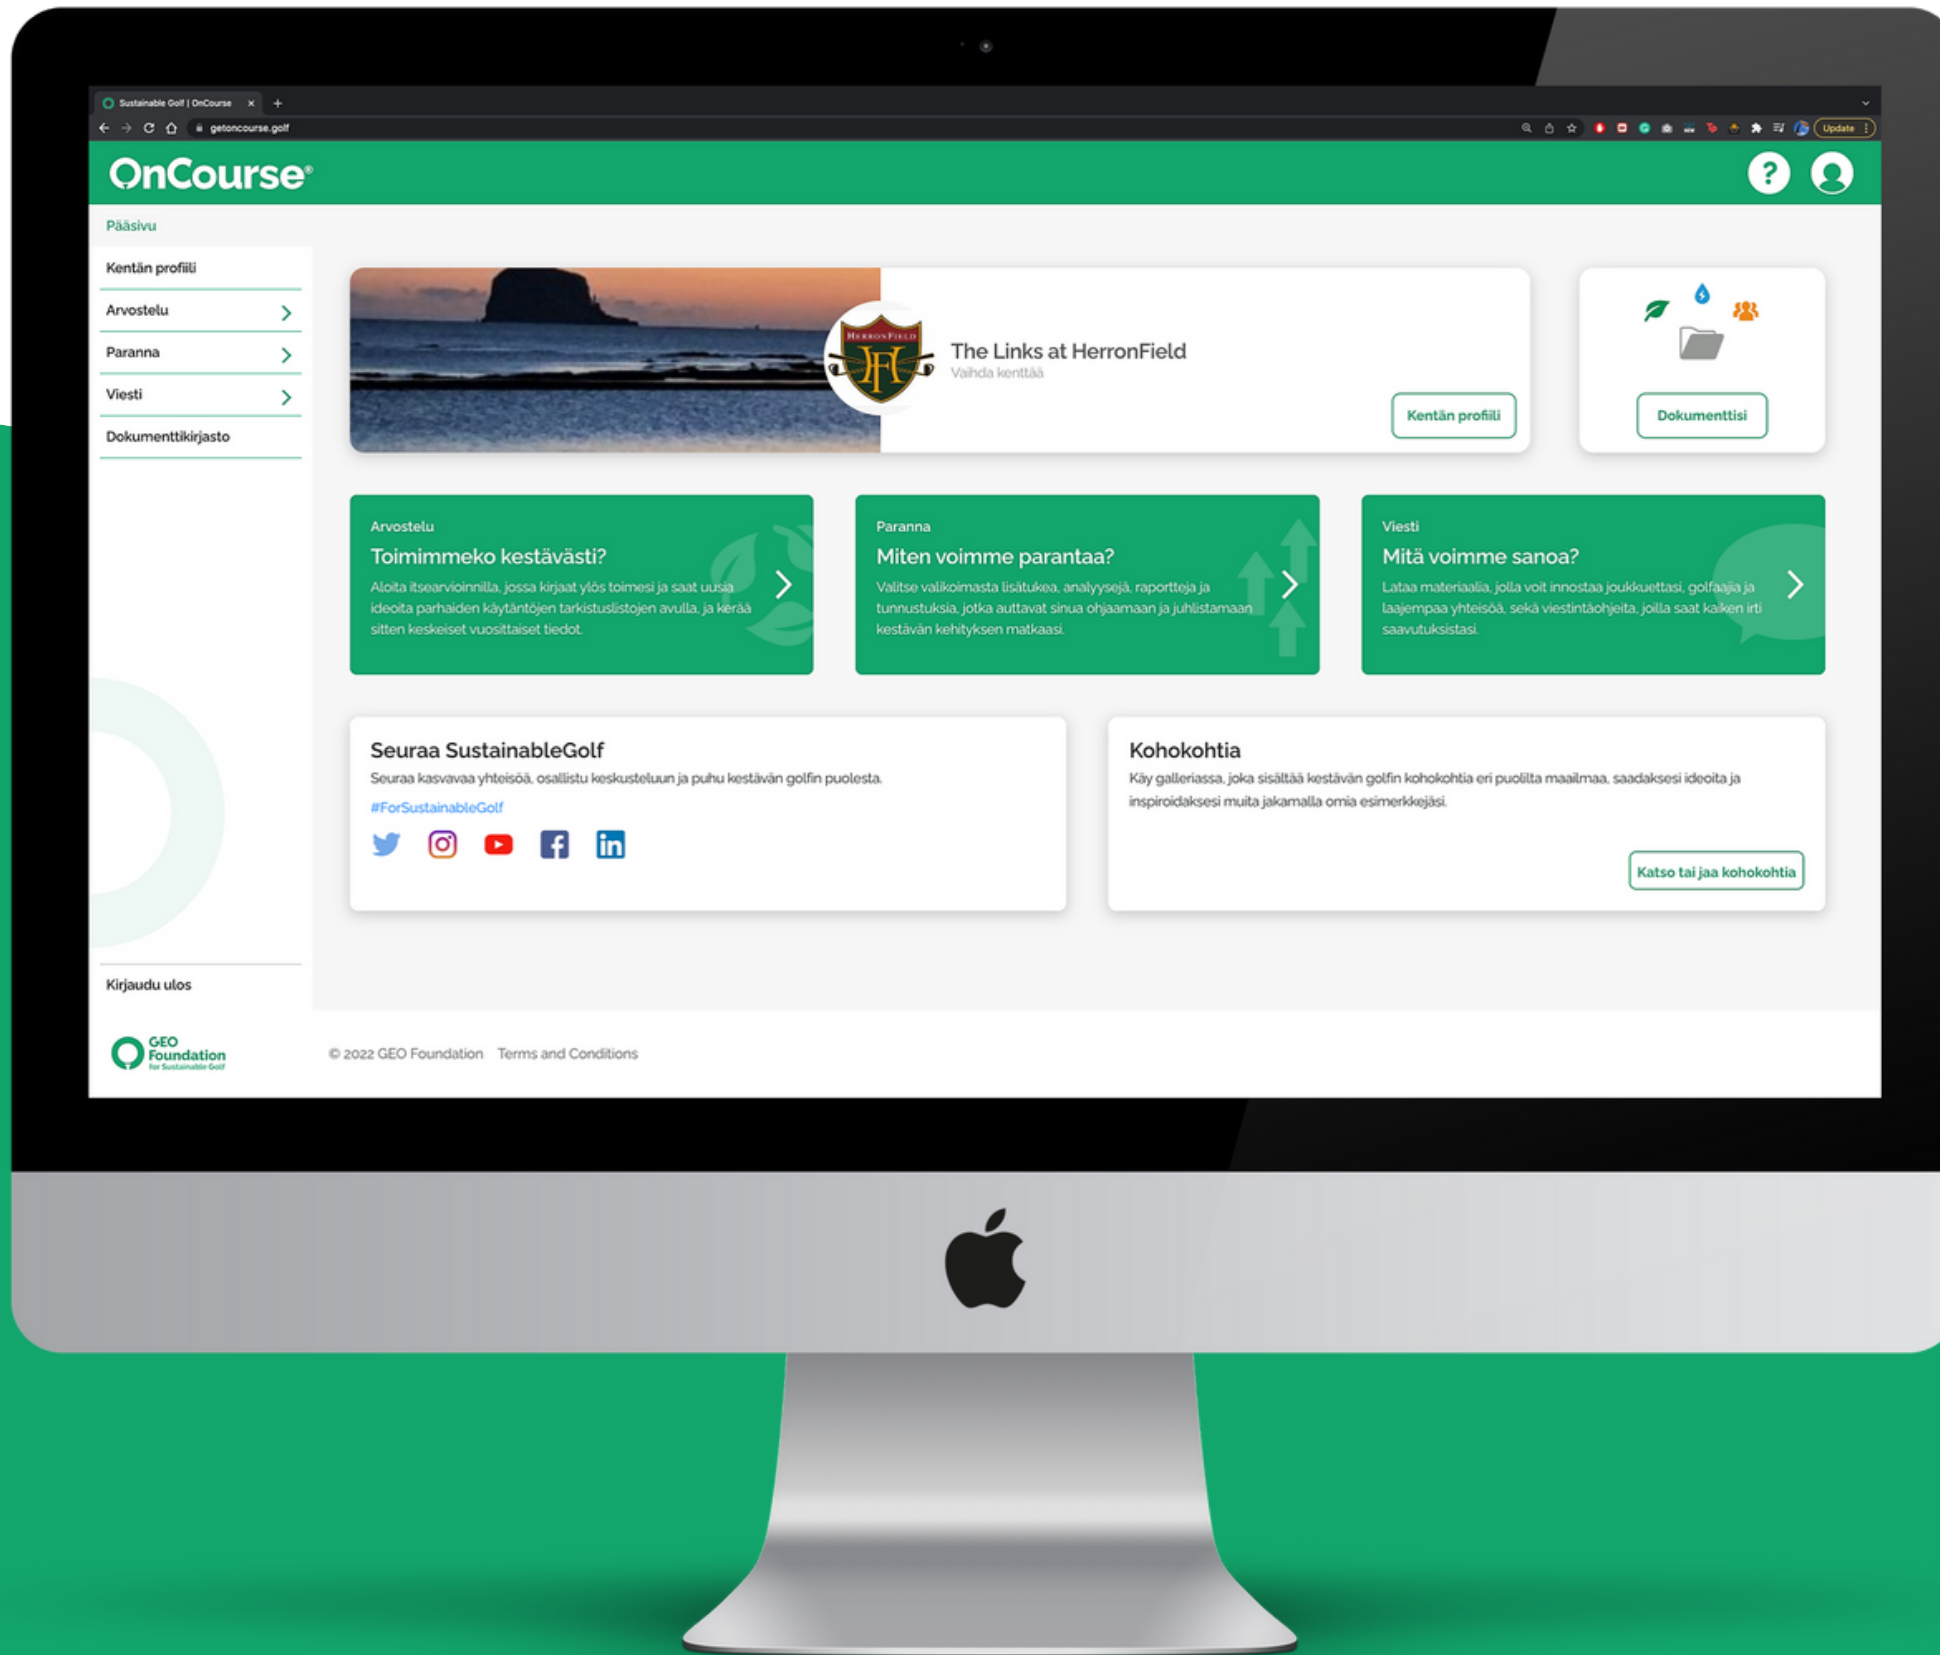 Sustainable Golf | OnCourse
getoncourse.golf
Update
OnCourse®
?
Pääsivu
Kentän profiili
Arvostelu
Paranna
Viesti
Dokumenttikirjasto
Kirjaudu ulos
HERRONFIELD
HF
The Links at HerronField
Vaihda kenttää
Kentän profiili
Dokumenttisi
Arvostelu
Toimimmeko kestävästi?
Aloita itsearvioinnilla, jossa kirjaat ylös toimesi ja saat uusia
ideoita parhaiden käytäntöjen tarkistuslistojen avulla, ja kerää
sitten keskeiset vuosittaiset tiedot.
Paranna
Miten voimme parantaa?
Valitse valikoimasta lisätukea, analyysejä, raportteja ja
tunnustuksia, jotka auttavat sinua ohjaamaan ja juhlistamaan
kestävän kehityksen matkaasi.
Viesti
Mitä voimme sanoa?
Lataa materiaalia, jolla voit innostaa joukkuettasi, golfaajia ja
laajempaa yhteisöä, sekä viestintäohjeita, joilla saat kaiken irti
saavutuksistasi.
Seuraa SustainableGolf
Seuraa kasvavaa yhteisöä, osallistu keskusteluun ja puhu kestävän golfin puolesta.
#ForSustainableGolf
Kohokohtia
Käy galleriassa, joka sisältää kestävän golfin kohokohtia eri puolilta maailmaa, saadaksesi ideoita ja
inspiroidaksesi muita jakamalla omia esimerkkejäsi.
Katso tai jaa kohokohtia
GEO
Foundation
for Sustainable Golf
© 2022 GEO Foundation Terms and Conditions